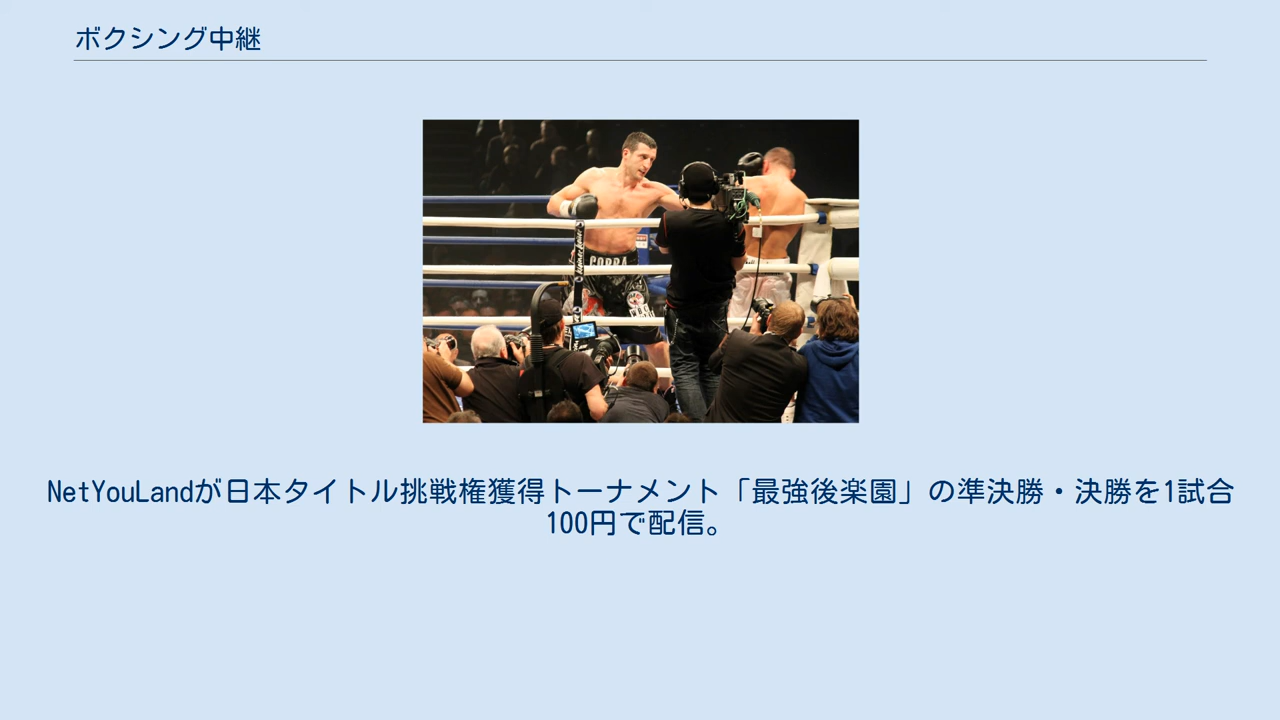 ボクシング中継
COBRA
NetYouLandが日本タイトル挑戦権獲得トーナメント「最強後楽園」の準決勝・決勝を1試合
100円で配信。